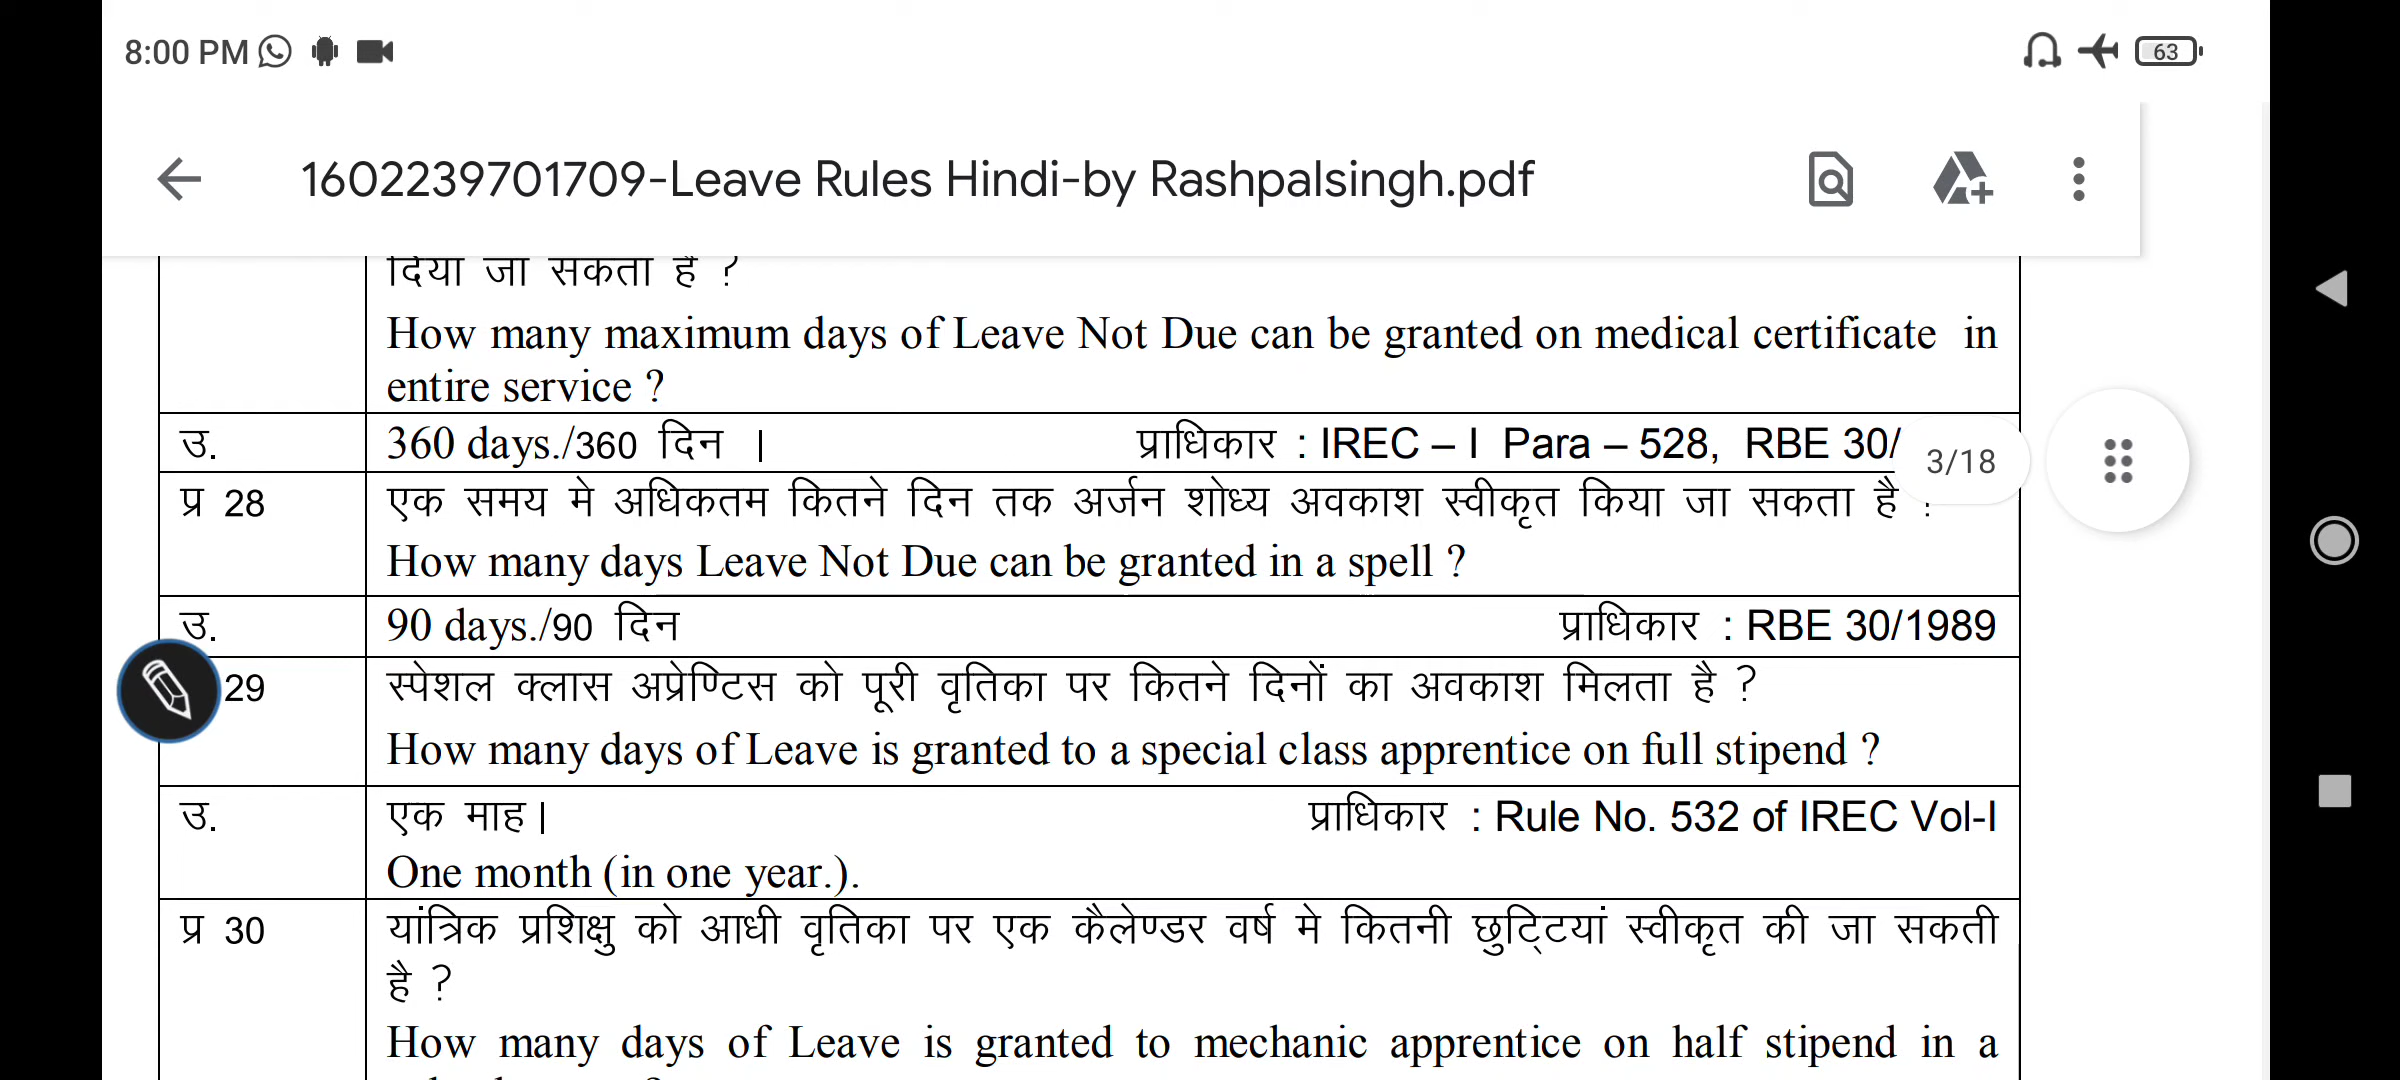 8:00 PM
63
1602239701709-Leave Rules Hindi-by Rashpalsingh.pdf
दिया जा सकता है ?
How many maximum days of Leave Not Due can be granted on medical certificate in
entire service ?
उ. 360 days./360 दिन । प्राधिकार : IREC – I Para – 528, RBE 30/
3/18
प्र 28 एक समय मे अधिकतम कितने दिन तक अर्जन शोध्य अवकाश स्वीकृत किया जा सकता है
How many days Leave Not Due can be granted in a spell ?
उ. 90 days./90 दिन प्राधिकार : RBE 30/1989
29 स्पेशल क्लास अप्रेण्टिस को पूरी वृतिका पर कितने दिनों का अवकाश मिलता है ?
How many days of Leave is granted to a special class apprentice on full stipend ?
उ. एक माह। प्राधिकार : Rule No. 532 of IREC Vol-I
One month (in one year.).
प्र 30 यांत्रिक प्रशिक्षु को आधी वृतिका पर एक कैलेण्डर वर्ष मे कितनी छुट्टियां स्वीकृत की जा सकती
है ?
How many days of Leave is granted to mechanic apprentice on half stipend in a